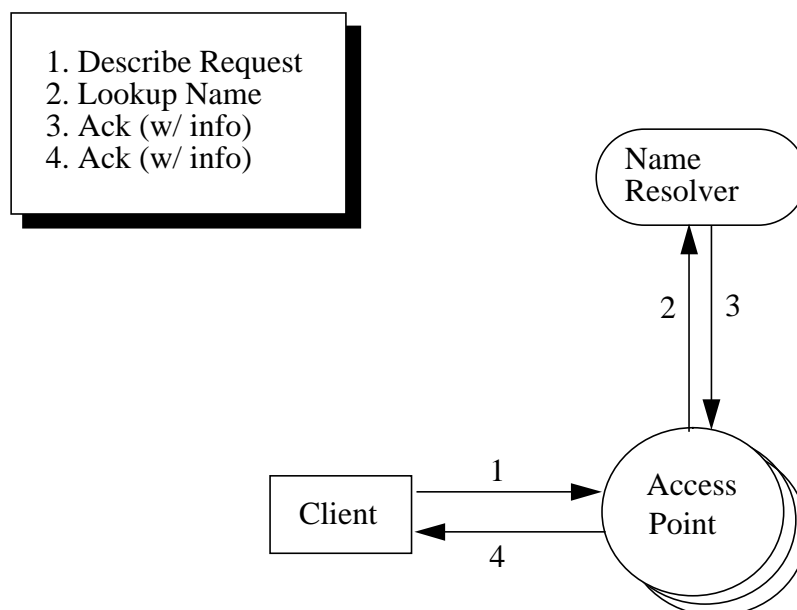 1. Describe Request
2. Lookup Name
3. Ack (w/ info)
4. Ack (w/ info)
Name
Resolver
2
3
1
Access
Point
Client
4